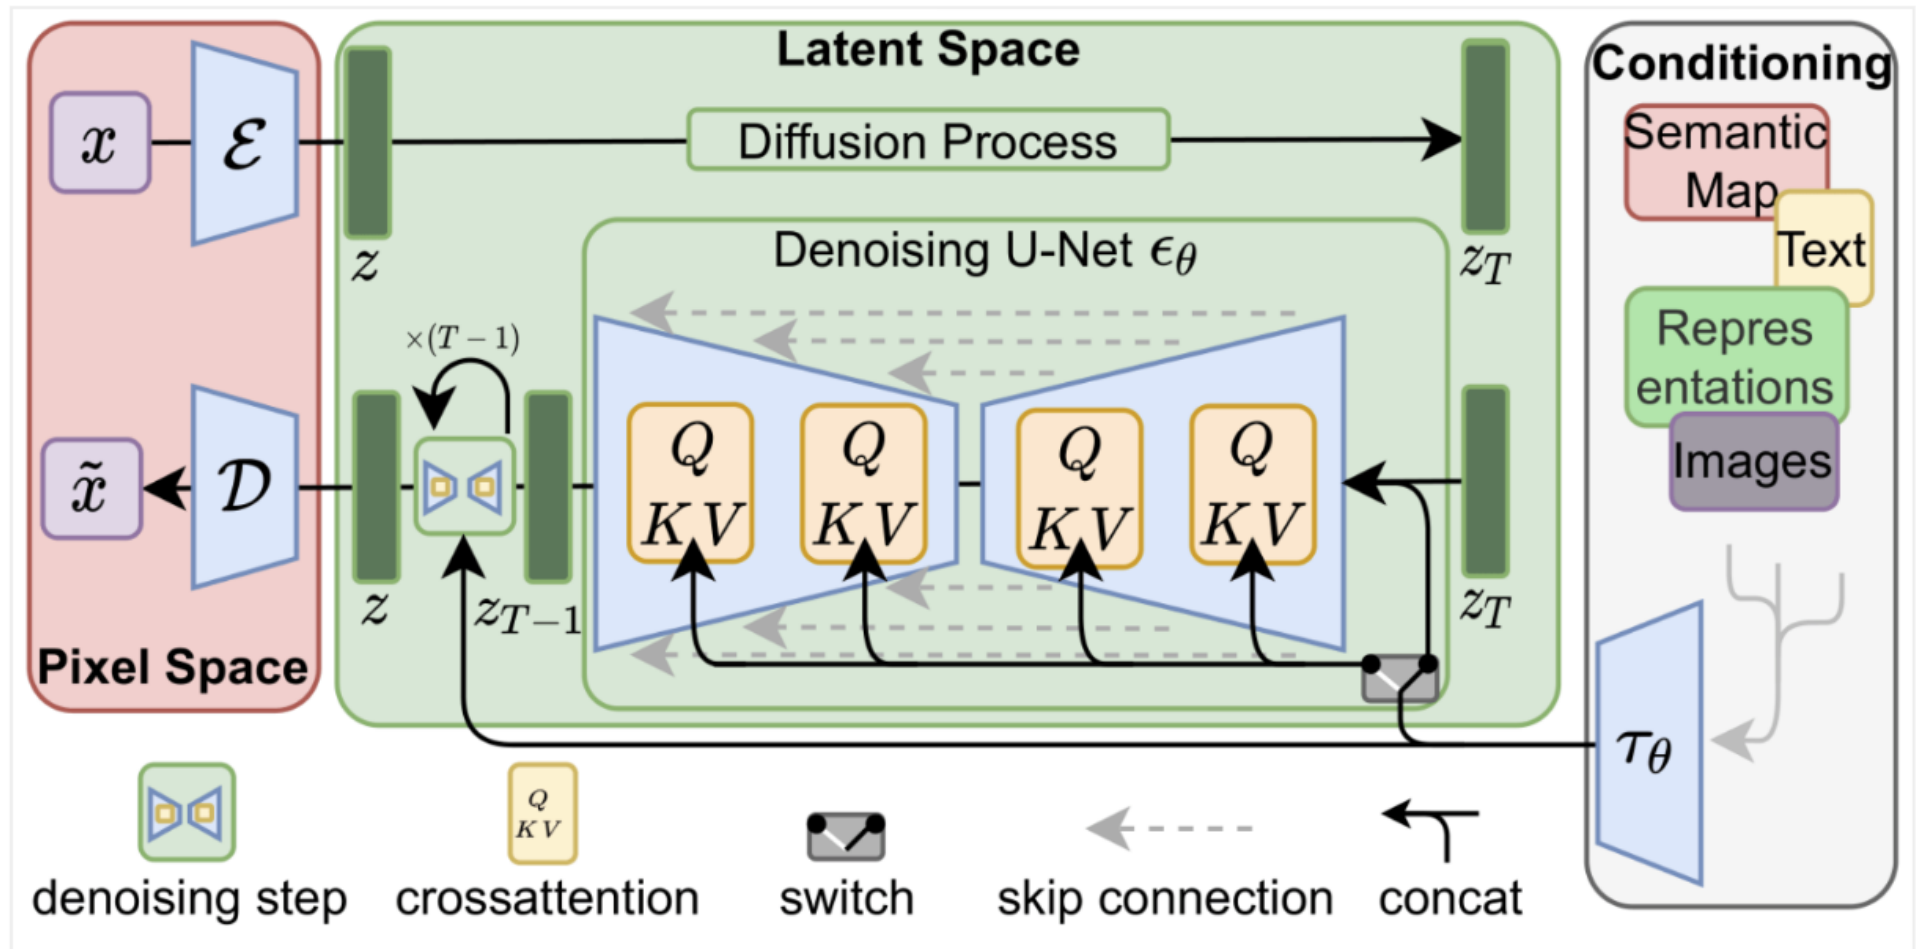 Latent Space
Conditioning
x
ℰ
Diffusion Process
Semantic
Map
Text
z
Denoising U-Net ϵ_θ
z_T
Repres
entations
×(T − 1)
Images
x̃
𝒟
Q
K V
Q
K V
Q
K V
Q
K V
z
z_{T−1}
z_T
Pixel Space
τ_θ
Q
K V
denoising step
crossattention
switch
skip connection
concat